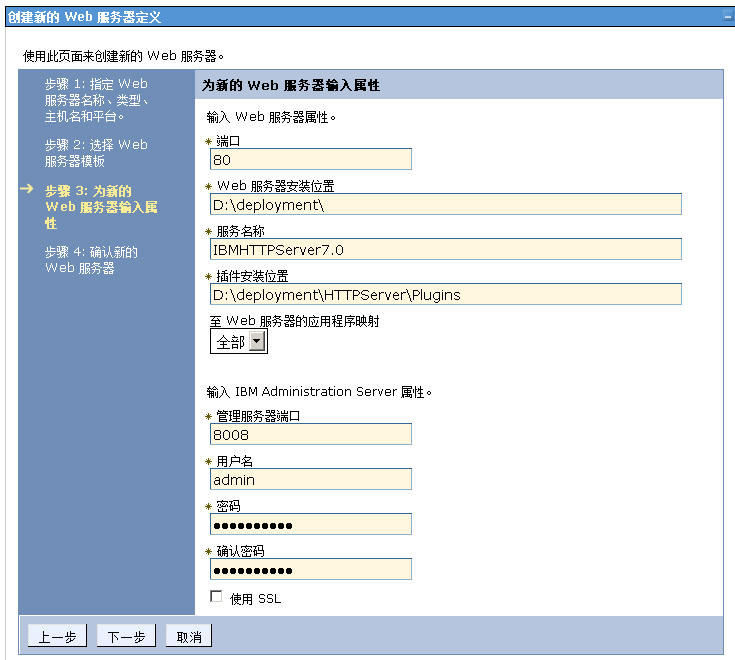 创建新的 Web 服务器定义
使用此页面来创建新的 Web 服务器。
步骤 1: 指定 Web
服务器名称、类型、
主机名和平台。
步骤 2: 选择 Web
服务器模板
步骤 3: 为新的
Web 服务器输入属
性
步骤 4: 确认新的
Web 服务器
为新的 Web 服务器输入属性
输入 Web 服务器属性。
* 端口
80
* Web 服务器安装位置
D:\deployment\
* 服务名称
IBMHTTPServer7.0
* 插件安装位置
D:\deployment\HTTPServer\Plugins
至 Web 服务器的应用程序映射
全部
输入 IBM Administration Server 属性。
* 管理服务器端口
8008
* 用户名
admin
* 密码
●●●●●●●●●●
* 确认密码
●●●●●●●●●●
使用 SSL
上一步 下一步 取消